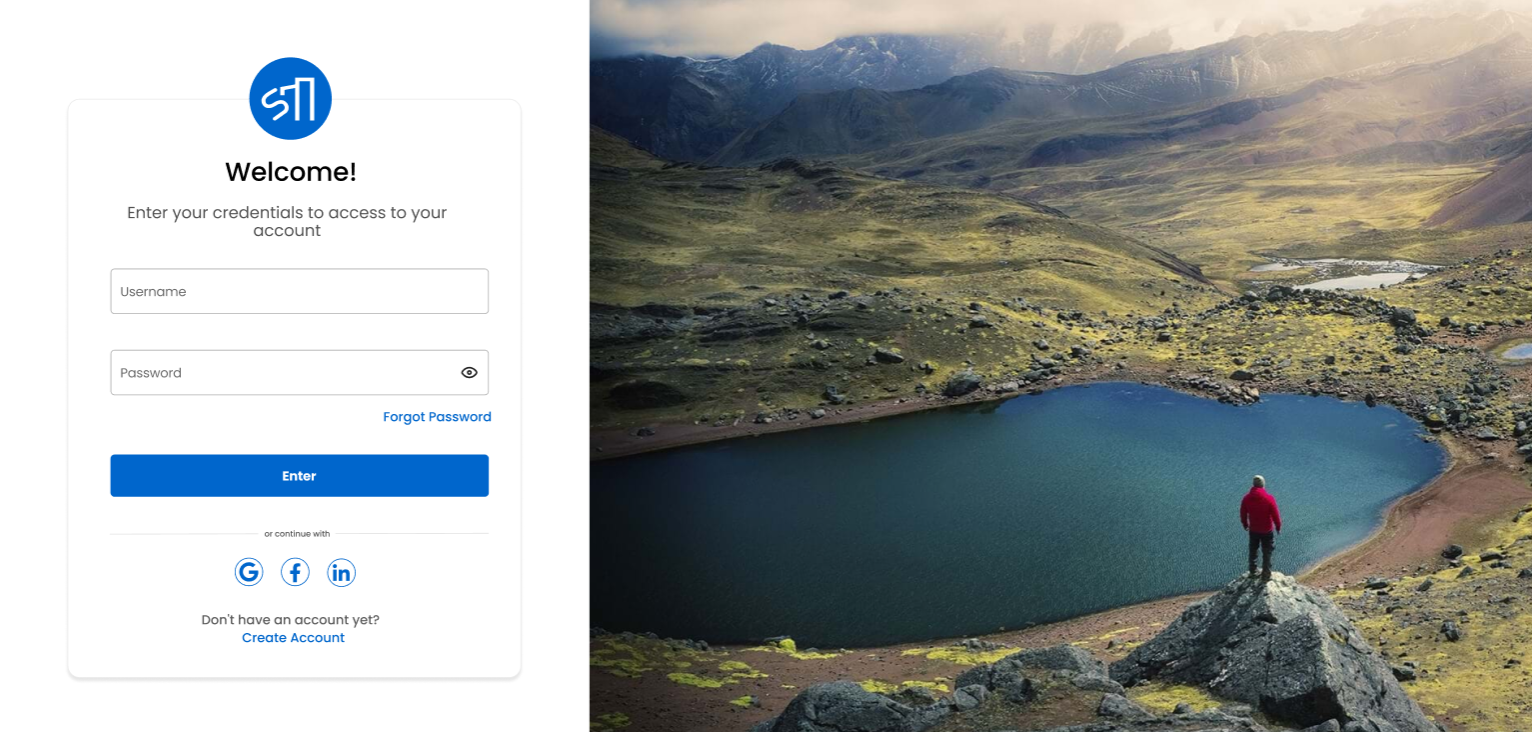 Welcome!
Enter your credentials to access to your
account
Username
Password
Forgot Password
Enter
or continue with
G f in
Don't have an account yet?
Create Account